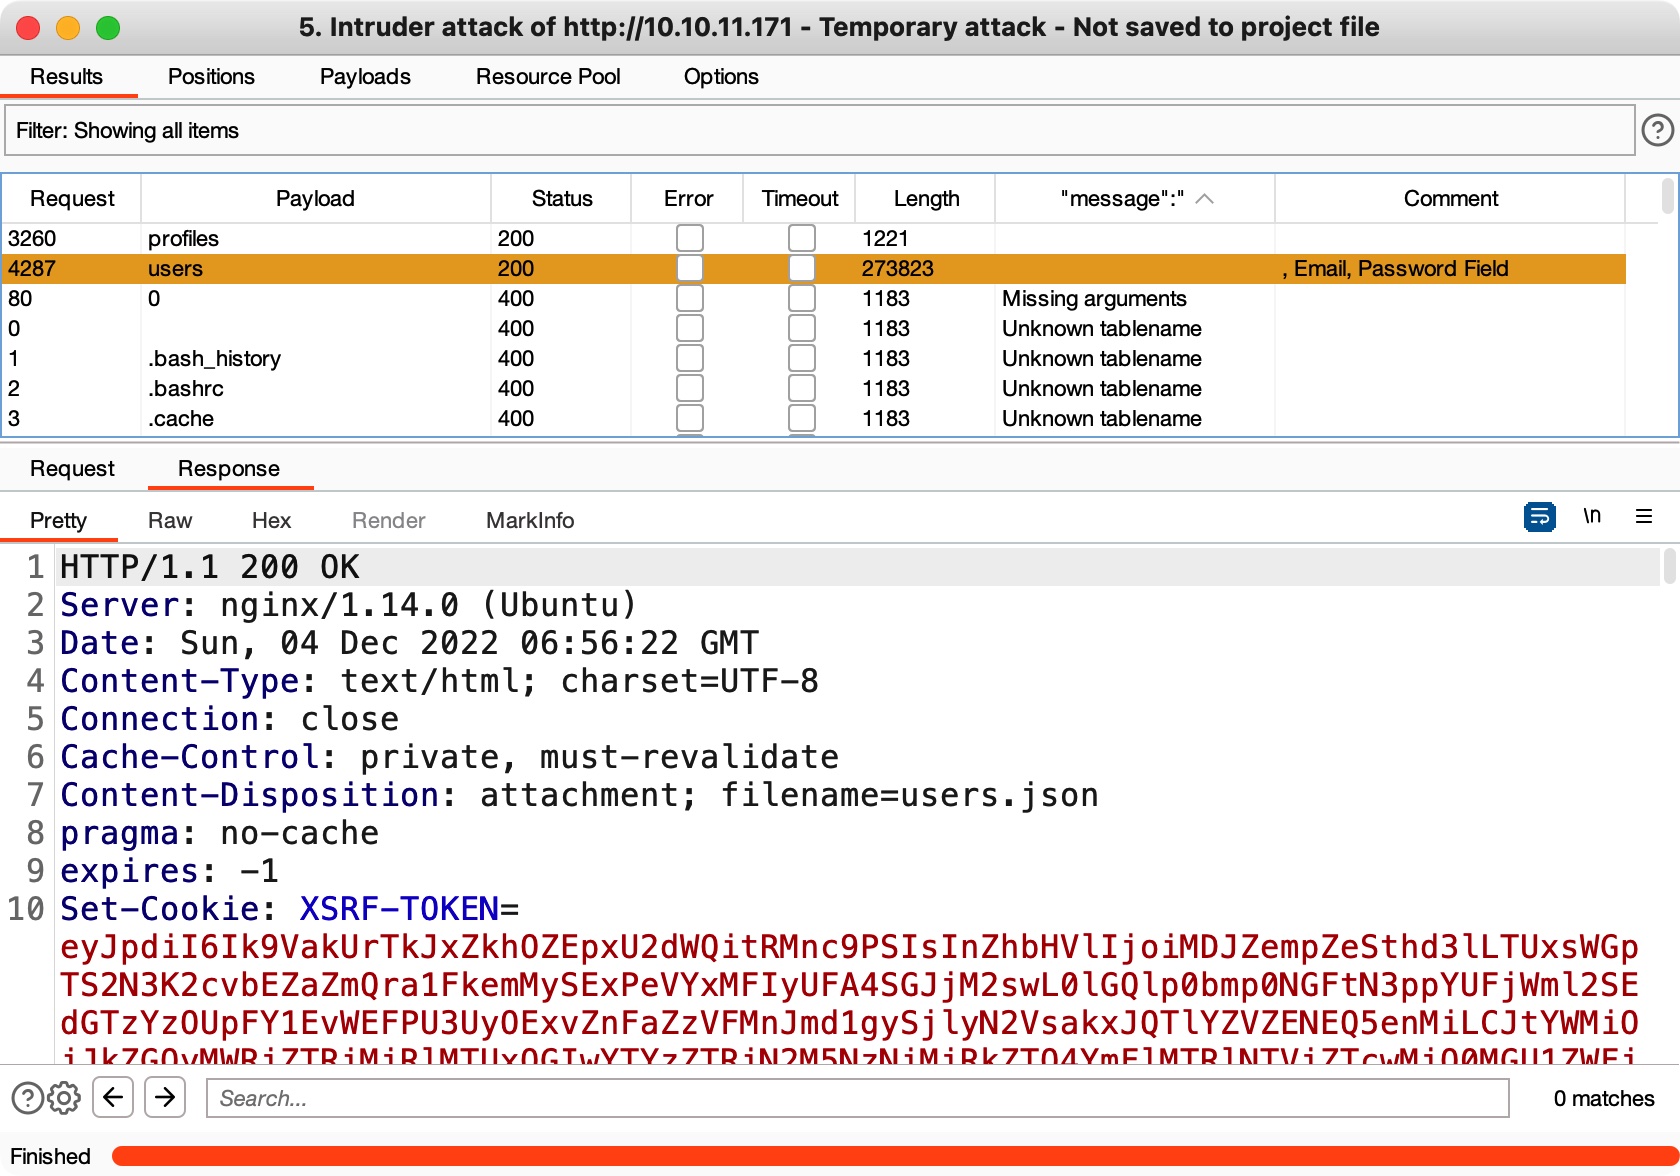 5. Intruder attack of http://10.10.11.171 - Temporary attack - Not saved to project file
Results Positions Payloads Resource Pool Options
Filter: Showing all items
Request Payload Status Error Timeout Length "message":" Comment
3260 profiles 200 1221
4287 users 200 273823 , Email, Password Field
80 0 400 1183 Missing arguments
0 400 1183 Unknown tablename
1 .bash_history 400 1183 Unknown tablename
2 .bashrc 400 1183 Unknown tablename
3 .cache 400 1183 Unknown tablename
Request Response
Pretty Raw Hex Render MarkInfo \n
1 HTTP/1.1 200 OK
2 Server: nginx/1.14.0 (Ubuntu)
3 Date: Sun, 04 Dec 2022 06:56:22 GMT
4 Content-Type: text/html; charset=UTF-8
5 Connection: close
6 Cache-Control: private, must-revalidate
7 Content-Disposition: attachment; filename=users.json
8 pragma: no-cache
9 expires: -1
10 Set-Cookie: XSRF-TOKEN=
eyJpdiI6Ik9VakUrTkJxZkhOZEpxU2dWQitRMnc9PSIsInZhbHVlIjoiMDJZempZeSthd3lLTUxsWGp
TS2N3K2cvbEZaZmQra1FkemMySExPeVYxMFIyUFA4SGJjM2swL0lGQlp0bmp0NGFtN3ppYUFjWml2SE
dGTzYzOUpFY1EvWEFPU3UyOExvZnFaZzVFMnJmd1gySjlyN2VsakxJQTlYZVZENEQ5enMiLCJtYWMiO
Search... 0 matches
Finished